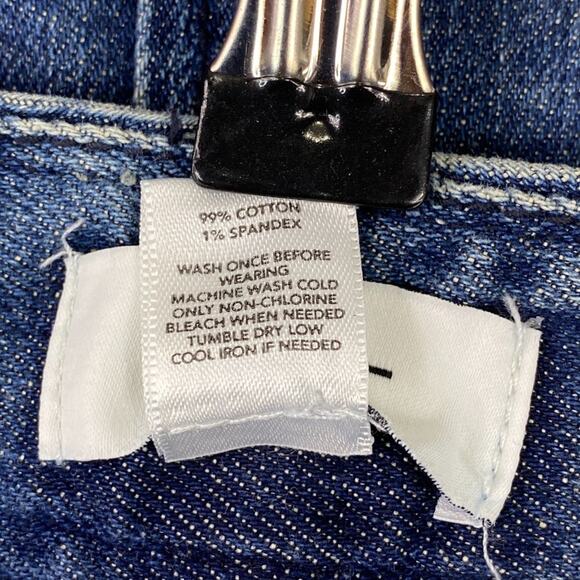 99% COTTON
1% SPANDEX
WASH ONCE BEFORE
WEARING
MACHINE WASH COLD
ONLY NON-CHLORINE
BLEACH WHEN NEEDED
TUMBLE DRY LOW
COOL IRON IF NEEDED